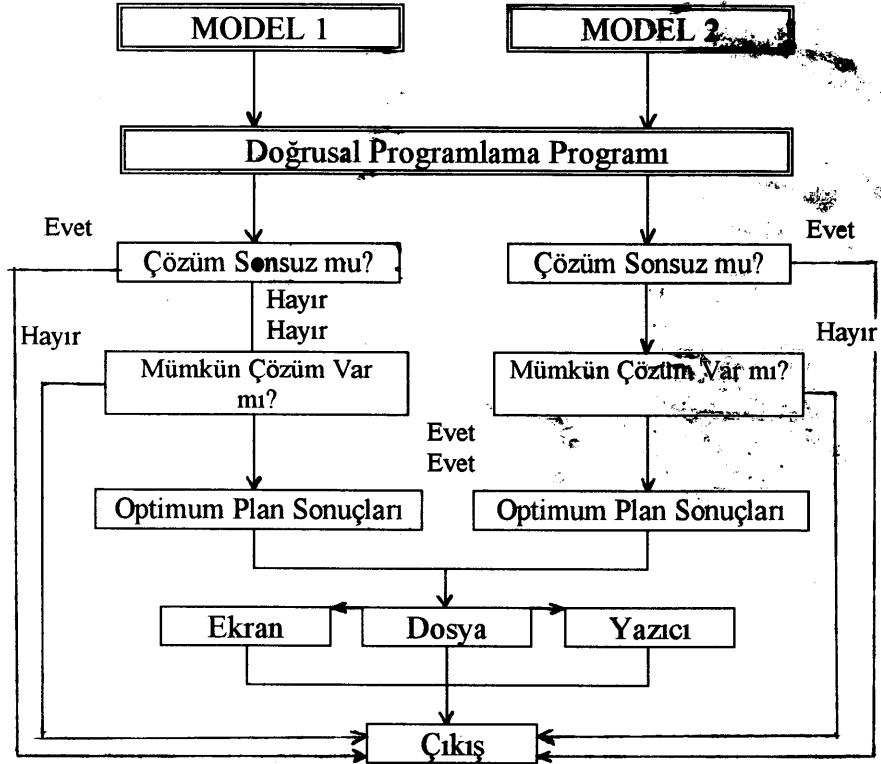 MODEL 1
MODEL 2
Doğrusal Programlama Programı
Evet
Evet
Çözüm Sonsuz mu?
Çözüm Sonsuz mu?
Hayır
Hayır
Hayır
Hayır
Mümkün Çözüm Var
mı?
Mümkün Çözüm Var mı?
Evet
Evet
Optimum Plan Sonuçları
Optimum Plan Sonuçları
Ekran
Dosya
Yazıcı
Çıkış